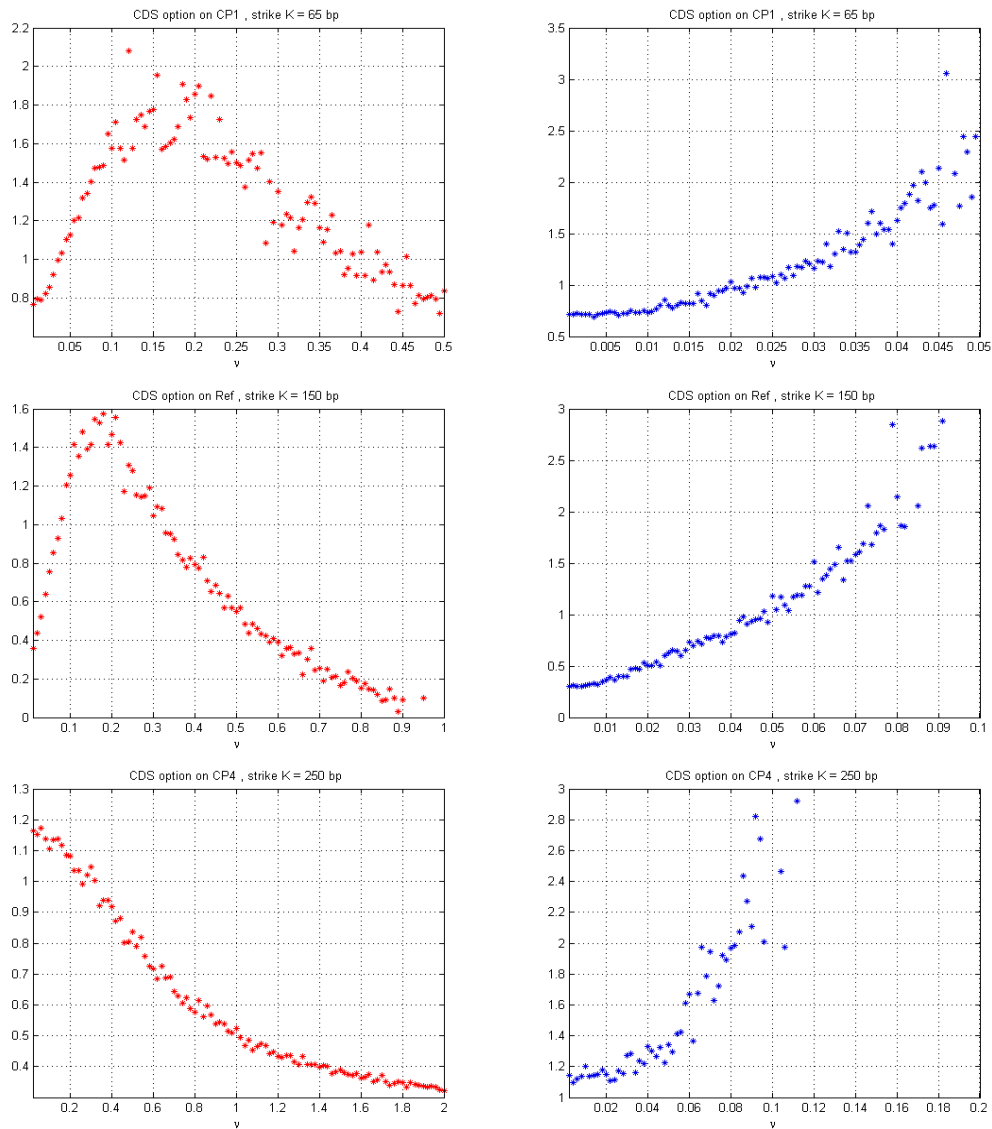 CDS option on CP1 , strike K = 65 bp
2.2
2
1.8
1.6
1.4
1.2
1
0.8
0.05 0.1 0.15 0.2 0.25 0.3 0.35 0.4 0.45 0.5
ν
CDS option on CP1 , strike K = 65 bp
3.5
3
2.5
2
1.5
1
0.5
0.005 0.01 0.015 0.02 0.025 0.03 0.035 0.04 0.045 0.05
ν
CDS option on Ref , strike K = 150 bp
1.6
1.4
1.2
1
0.8
0.6
0.4
0.2
0
0.1 0.2 0.3 0.4 0.5 0.6 0.7 0.8 0.9 1
ν
CDS option on Ref , strike K = 150 bp
3
2.5
2
1.5
1
0.5
0
0.01 0.02 0.03 0.04 0.05 0.06 0.07 0.08 0.09 0.1
ν
CDS option on CP4 , strike K = 250 bp
1.3
1.2
1.1
1
0.9
0.8
0.7
0.6
0.5
0.4
0.2 0.4 0.6 0.8 1 1.2 1.4 1.6 1.8 2
ν
CDS option on CP4 , strike K = 250 bp
3
2.8
2.6
2.4
2.2
2
1.8
1.6
1.4
1.2
1
0.02 0.04 0.06 0.08 0.1 0.12 0.14 0.16 0.18 0.2
ν